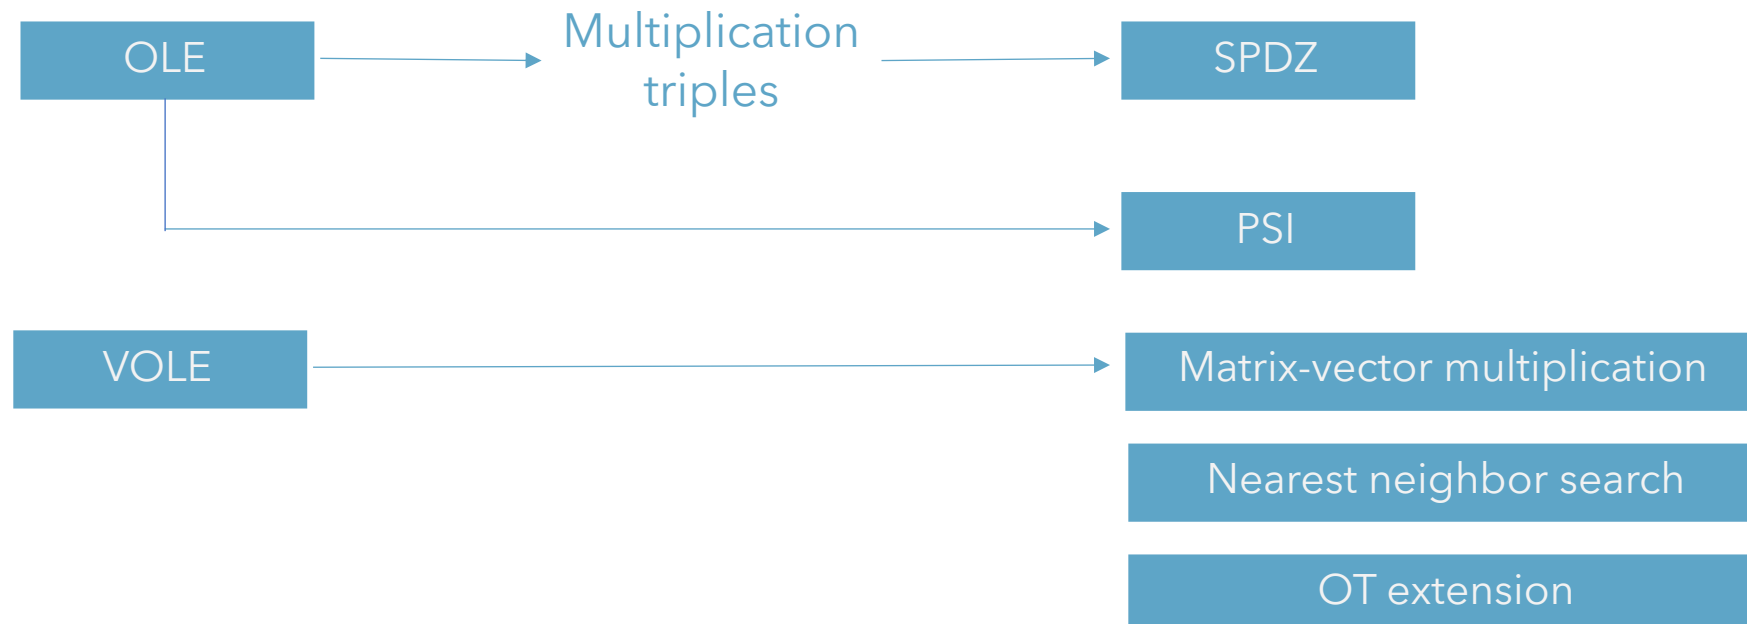 OLE
Multiplication
triples
SPDZ
PSI
VOLE
Matrix-vector multiplication
Nearest neighbor search
OT extension